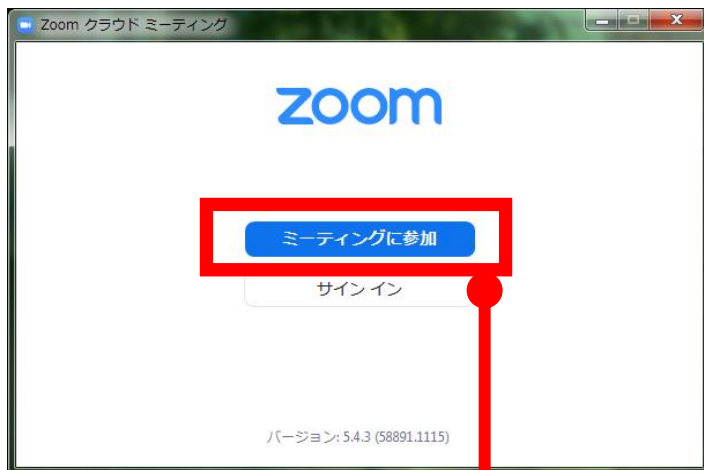 Zoom クラウド ミーティング
zoom
ミーティングに参加
サイン イン
バージョン: 5.4.3 (58891.1115)